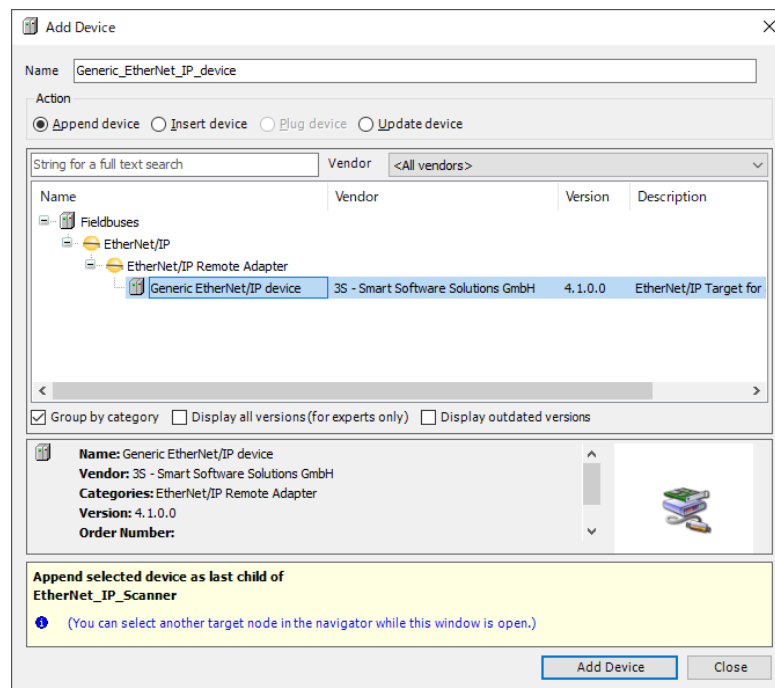 Add Device
Name Generic_EtherNet_IP_device
Action
Append device Insert device Plug device Update device
String for a full text search Vendor <All vendors>
Name Vendor Version Description
Fieldbuses
EtherNet/IP
EtherNet/IP Remote Adapter
Generic EtherNet/IP device 3S - Smart Software Solutions GmbH 4.1.0.0 EtherNet/IP Target for
Group by category Display all versions (for experts only) Display outdated versions
Name: Generic EtherNet/IP device
Vendor: 3S - Smart Software Solutions GmbH
Categories: EtherNet/IP Remote Adapter
Version: 4.1.0.0
Order Number:
Append selected device as last child of
EtherNet_IP_Scanner
(You can select another target node in the navigator while this window is open.)
Add Device Close